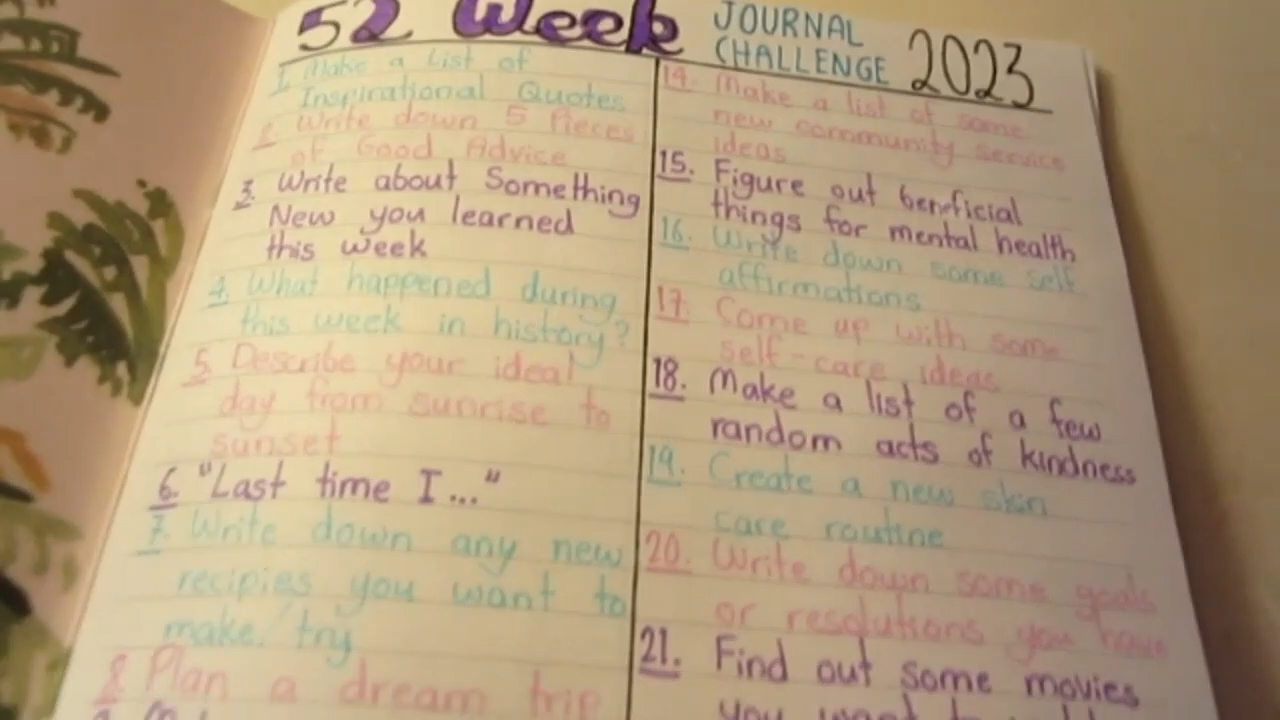 52 Week JOURNAL CHALLENGE 2023
1. Make a list of
Inspirational Quotes
2. Write down 5 Pieces
of Good Advice
3. Write about Something
New you learned
this week
4. What happened during
this week in history?
5. Describe your ideal
day from sunrise to
sunset
6. "Last time I..."
7. Write down any new
recipies you want to
make/try
8. Plan a dream trip
14. Make a list of some
new community service
ideas
15. Figure out beneficial
things for mental health
16. Write down some self
affirmations
17. Come up with some
self-care ideas
18. Make a list of a few
random acts of kindness
19. Create a new skin
care routine
20. Write down some goals
or resolutions you have
21. Find out some movies
you want to